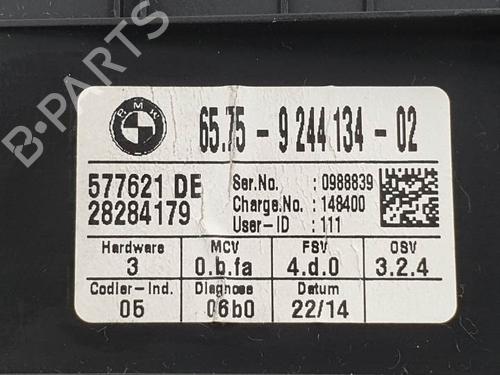 B-PARTS
BMW
65.75 - 9 244 134 - 02
577621 DE
28284179
Ser.No. : 0988839
Charge.No. : 148400
User-ID : 111
Hardware MCV FSV OSV
3 0.b.fa 4.d.0 3.2.4
Codier-Ind. Diagnose Datum
05 06b0 22/14